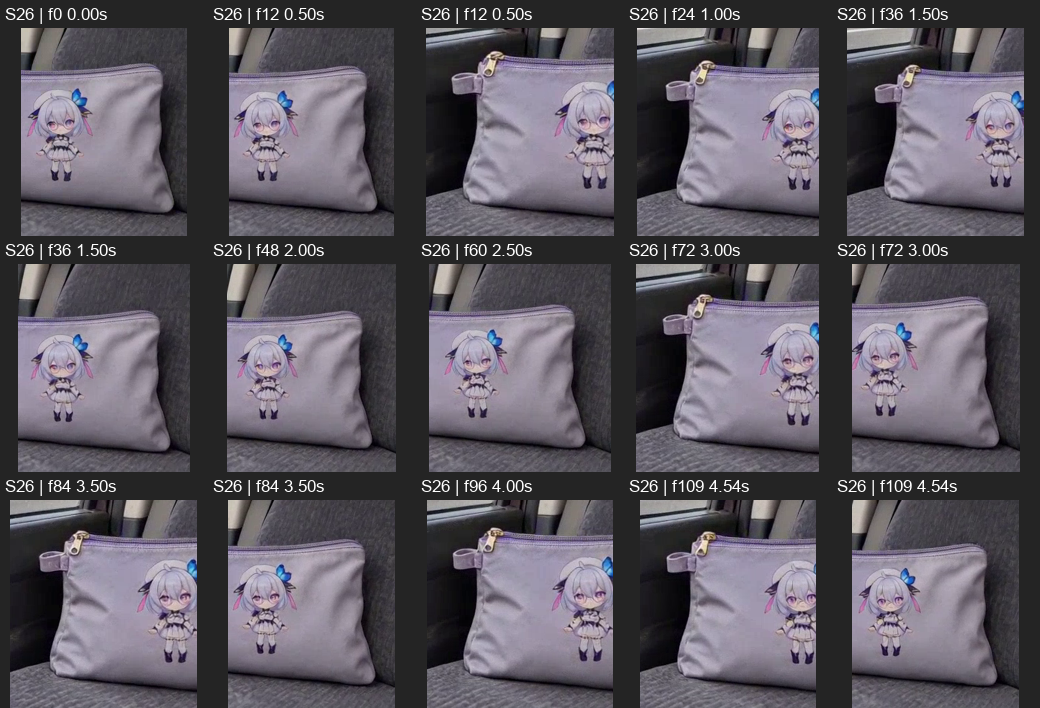 S26 | f0 0.00s
S26 | f12 0.50s
S26 | f12 0.50s
S26 | f24 1.00s
S26 | f36 1.50s
S26 | f36 1.50s
S26 | f48 2.00s
S26 | f60 2.50s
S26 | f72 3.00s
S26 | f72 3.00s
S26 | f84 3.50s
S26 | f84 3.50s
S26 | f96 4.00s
S26 | f109 4.54s
S26 | f109 4.54s